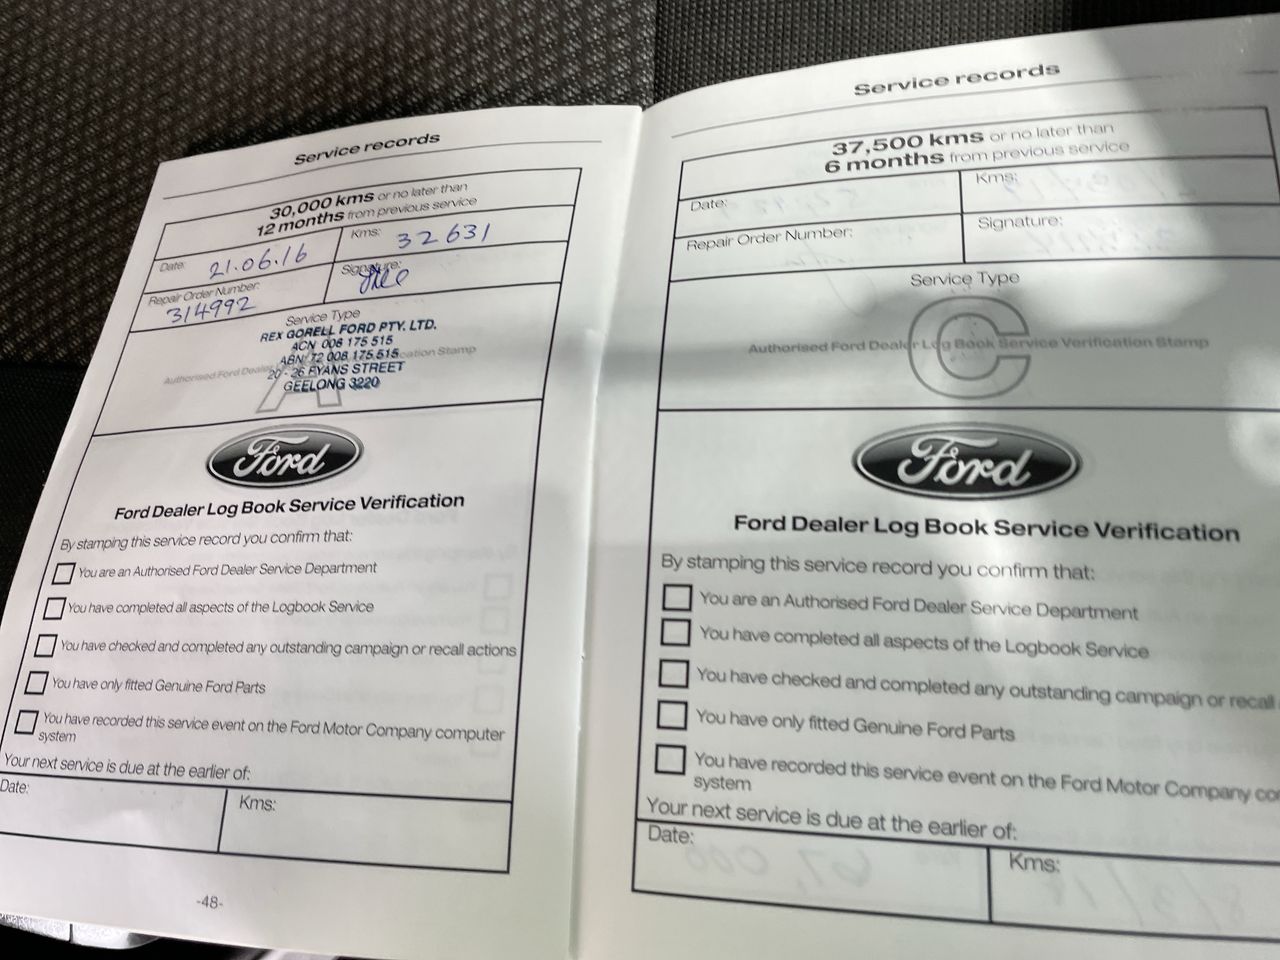 Service records
30,000 kms or no later than
12 months from previous service
Date: 21.06.16
Kms: 32631
Repair Order Number: 314992
Signature:
Service Type
REX GORELL FORD PTY. LTD.
ACN 006 175 515
ABN 72 006 175 515
Authorised Ford Dealer
cation Stamp
20 - 26 RYANS STREET
GEELONG 3220
A
Ford
Ford Dealer Log Book Service Verification
By stamping this service record you confirm that:
You are an Authorised Ford Dealer Service Department
You have completed all aspects of the Logbook Service
You have checked and completed any outstanding campaign or recall actions
You have only fitted Genuine Ford Parts
You have recorded this service event on the Ford Motor Company computer
system
Your next service is due at the earlier of:
Date:
Kms:
-48-
Service records
37,500 kms or no later than
6 months from previous service
Date:
Kms:
Repair Order Number:
Signature:
Service Type
C
Authorised Ford Dealer Log Book Service Verification Stamp
Ford
Ford Dealer Log Book Service Verification
By stamping this service record you confirm that:
You are an Authorised Ford Dealer Service Department
You have completed all aspects of the Logbook Service
You have checked and completed any outstanding campaign or recall
You have only fitted Genuine Ford Parts
You have recorded this service event on the Ford Motor Company co
system
Your next service is due at the earlier of:
Date:
Kms: